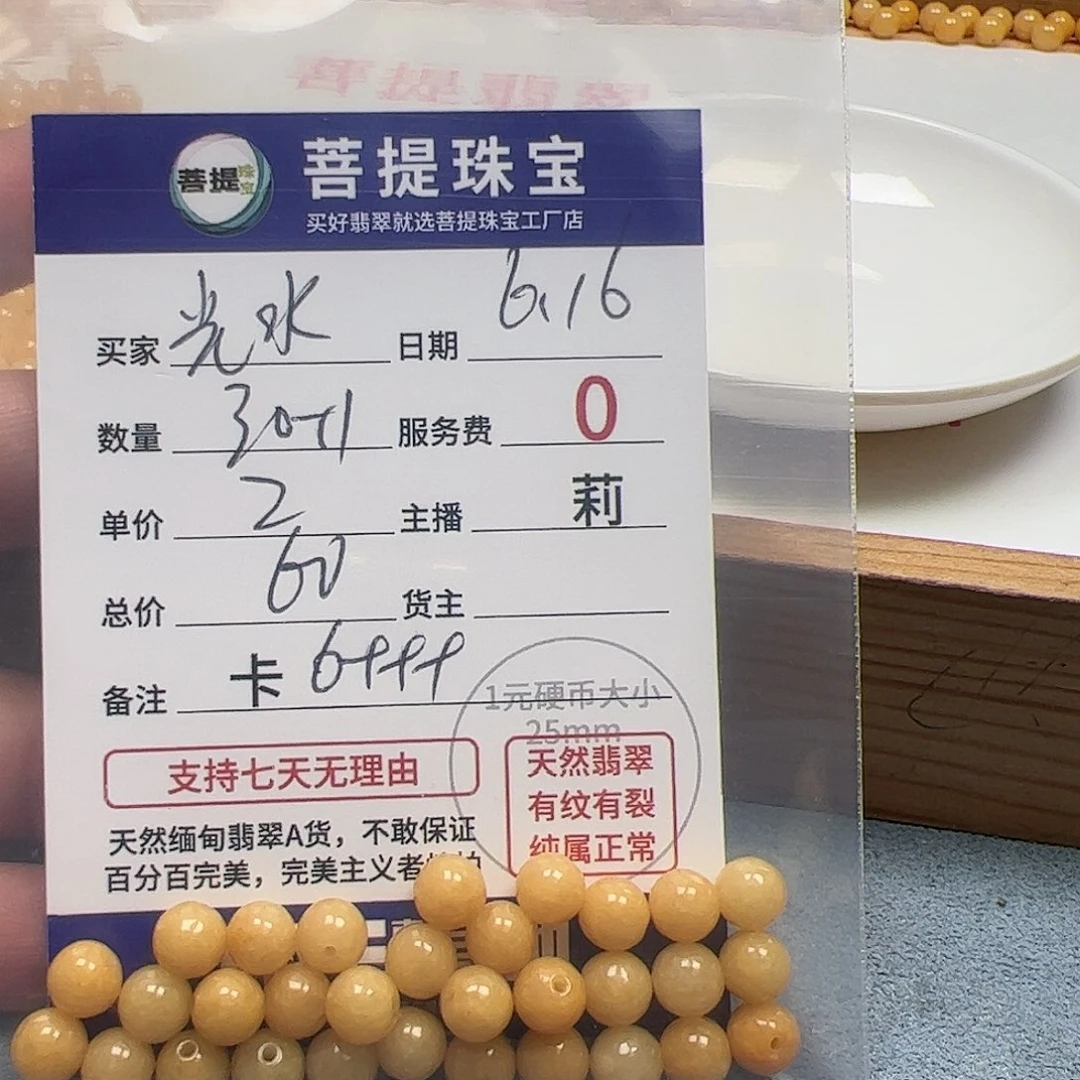 菩提珠宝
菩提珠宝
买好翡翠就选菩提珠宝工厂店
买家 光水 日期 6.16
数量 30+1 服务费 0
单价 2 主播 莉
总价 60 货主
备注 卡
1元硬币大小
25mm
支持七天无理由
天然翡翠
有纹有裂
纯属正常
天然缅甸翡翠A货，不敢保证
百分百完美，完美主义者